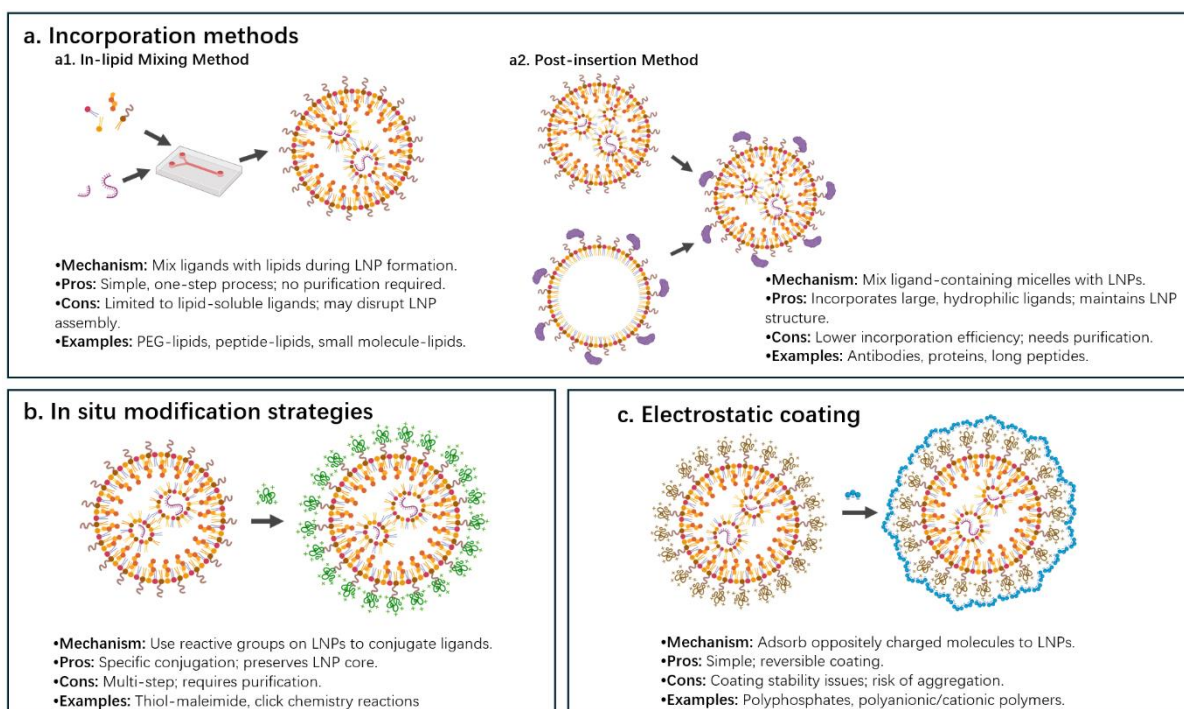 a. Incorporation methods
a1. In-lipid Mixing Method
•Mechanism: Mix ligands with lipids during LNP formation.
•Pros: Simple, one-step process; no purification required.
•Cons: Limited to lipid-soluble ligands; may disrupt LNP
assembly.
•Examples: PEG-lipids, peptide-lipids, small molecule-lipids.
a2. Post-insertion Method
•Mechanism: Mix ligand-containing micelles with LNPs.
•Pros: Incorporates large, hydrophilic ligands; maintains LNP
structure.
•Cons: Lower incorporation efficiency; needs purification.
•Examples: Antibodies, proteins, long peptides.
b. In situ modification strategies
•Mechanism: Use reactive groups on LNPs to conjugate ligands.
•Pros: Specific conjugation; preserves LNP core.
•Cons: Multi-step; requires purification.
•Examples: Thiol-maleimide, click chemistry reactions
c. Electrostatic coating
•Mechanism: Adsorb oppositely charged molecules to LNPs.
•Pros: Simple; reversible coating.
•Cons: Coating stability issues; risk of aggregation.
•Examples: Polyphosphates, polyanionic/cationic polymers.